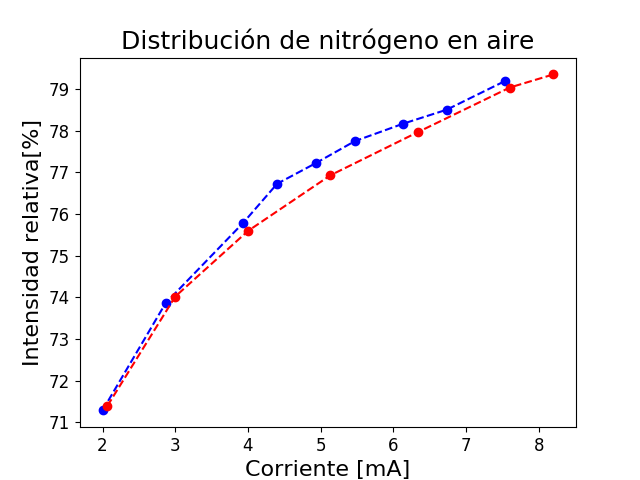 Distribución de nitrógeno en aire
Intensidad relativa[%]
79
78
77
76
75
74
73
72
71
2 3 4 5 6 7 8
Corriente [mA]